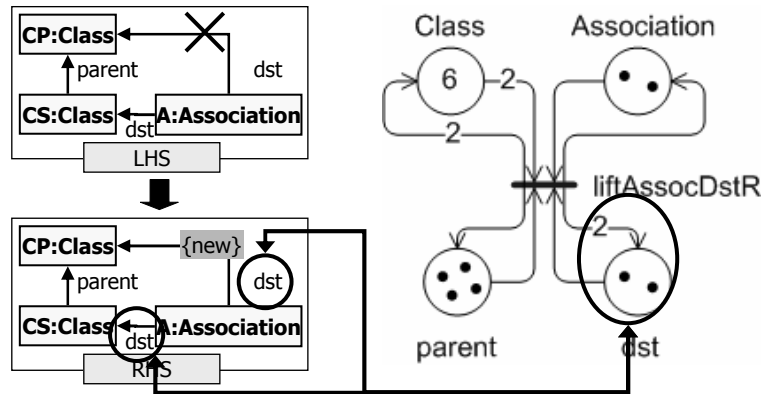 CP:Class
parent
dst
CS:Class
dst
A:Association
LHS
CP:Class
{new}
parent
dst
CS:Class
dst
A:Association
RHS
Class
Association
6
2
2
liftAssocDstR
2
parent
dst